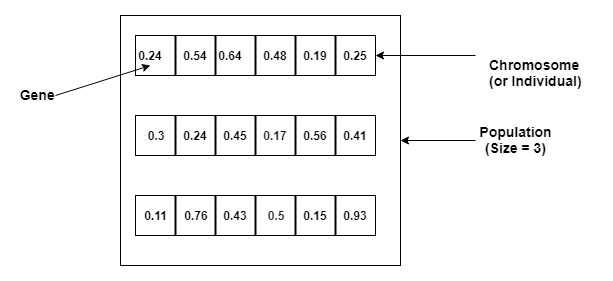 0.24 0.54 0.64 0.48 0.19 0.25
Chromosome
(or Individual)
Gene
0.3 0.24 0.45 0.17 0.56 0.41
Population
(Size = 3)
0.11 0.76 0.43 0.5 0.15 0.93